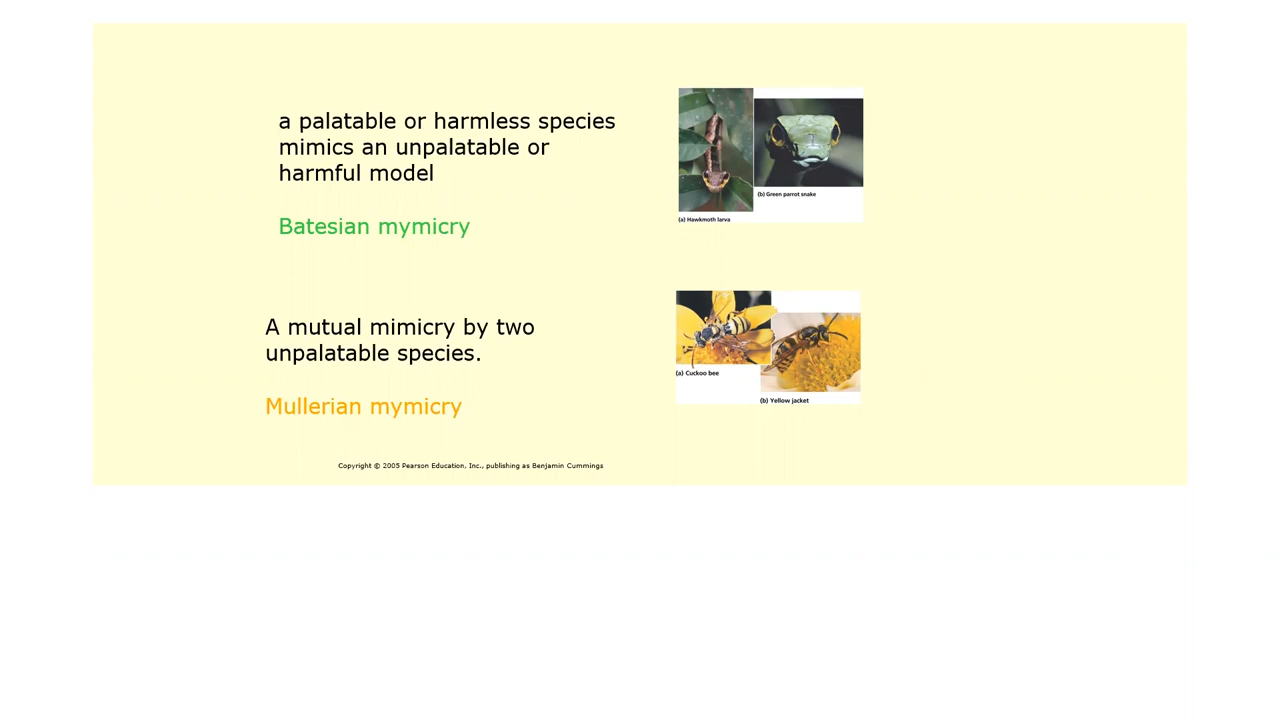 a palatable or harmless species
mimics an unpalatable or
harmful model
Batesian mymicry
(b) Green parrot snake
(a) Hawkmoth larva
A mutual mimicry by two
unpalatable species.
Mullerian mymicry
(a) Cuckoo bee
(b) Yellow jacket
Copyright © 2005 Pearson Education, Inc., publishing as Benjamin Cummings